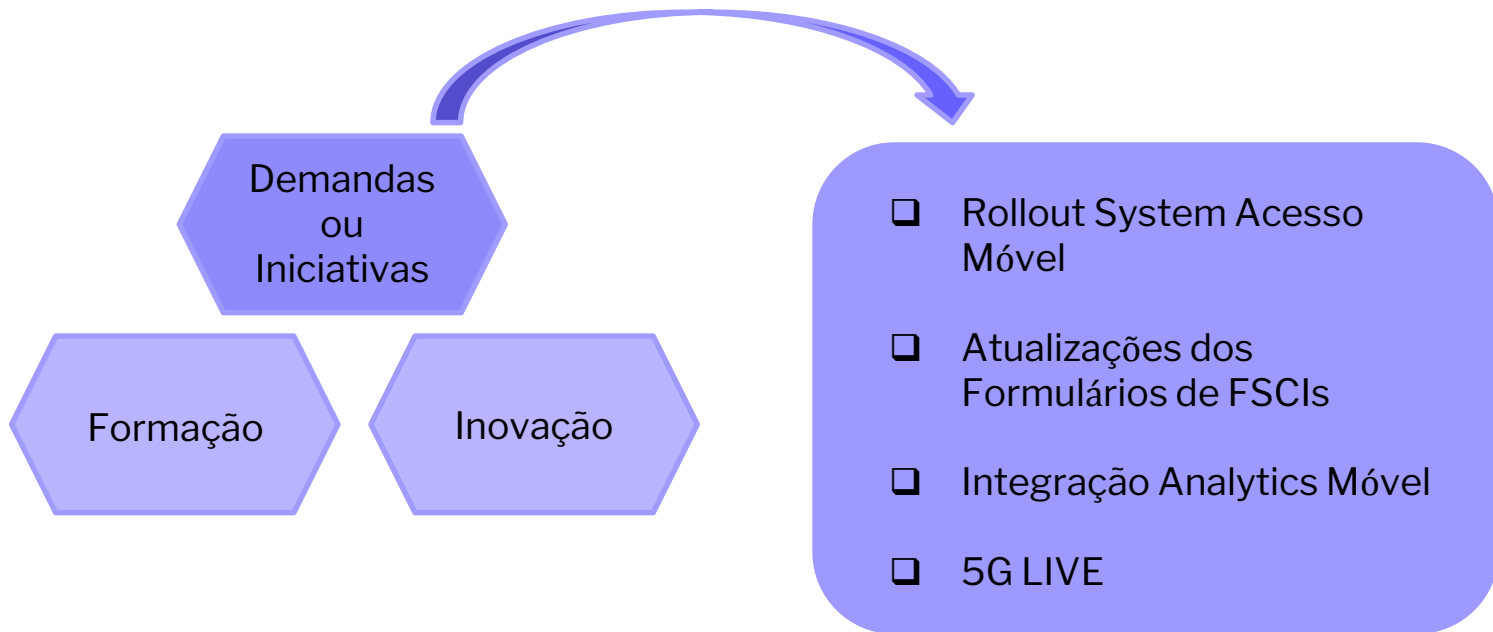 Demandas
ou
Iniciativas
Formação
Inovação
Rollout System Acesso
Móvel
Atualizações dos
Formulários de FSCIs
Integração Analytics Móvel
5G LIVE